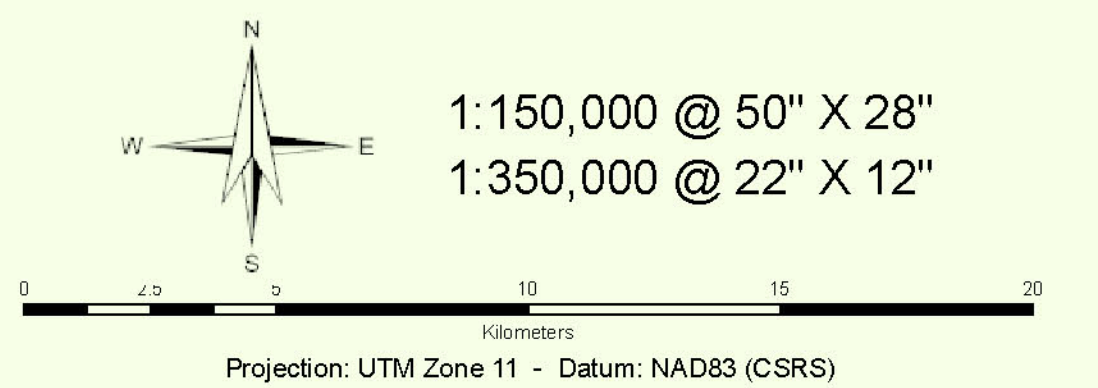 N
W E
1:150,000 @ 50" X 28"
1:350,000 @ 22" X 12"
S
0 2.5 5 10 15 20
Kilometers
Projection: UTM Zone 11 - Datum: NAD83 (CSRS)